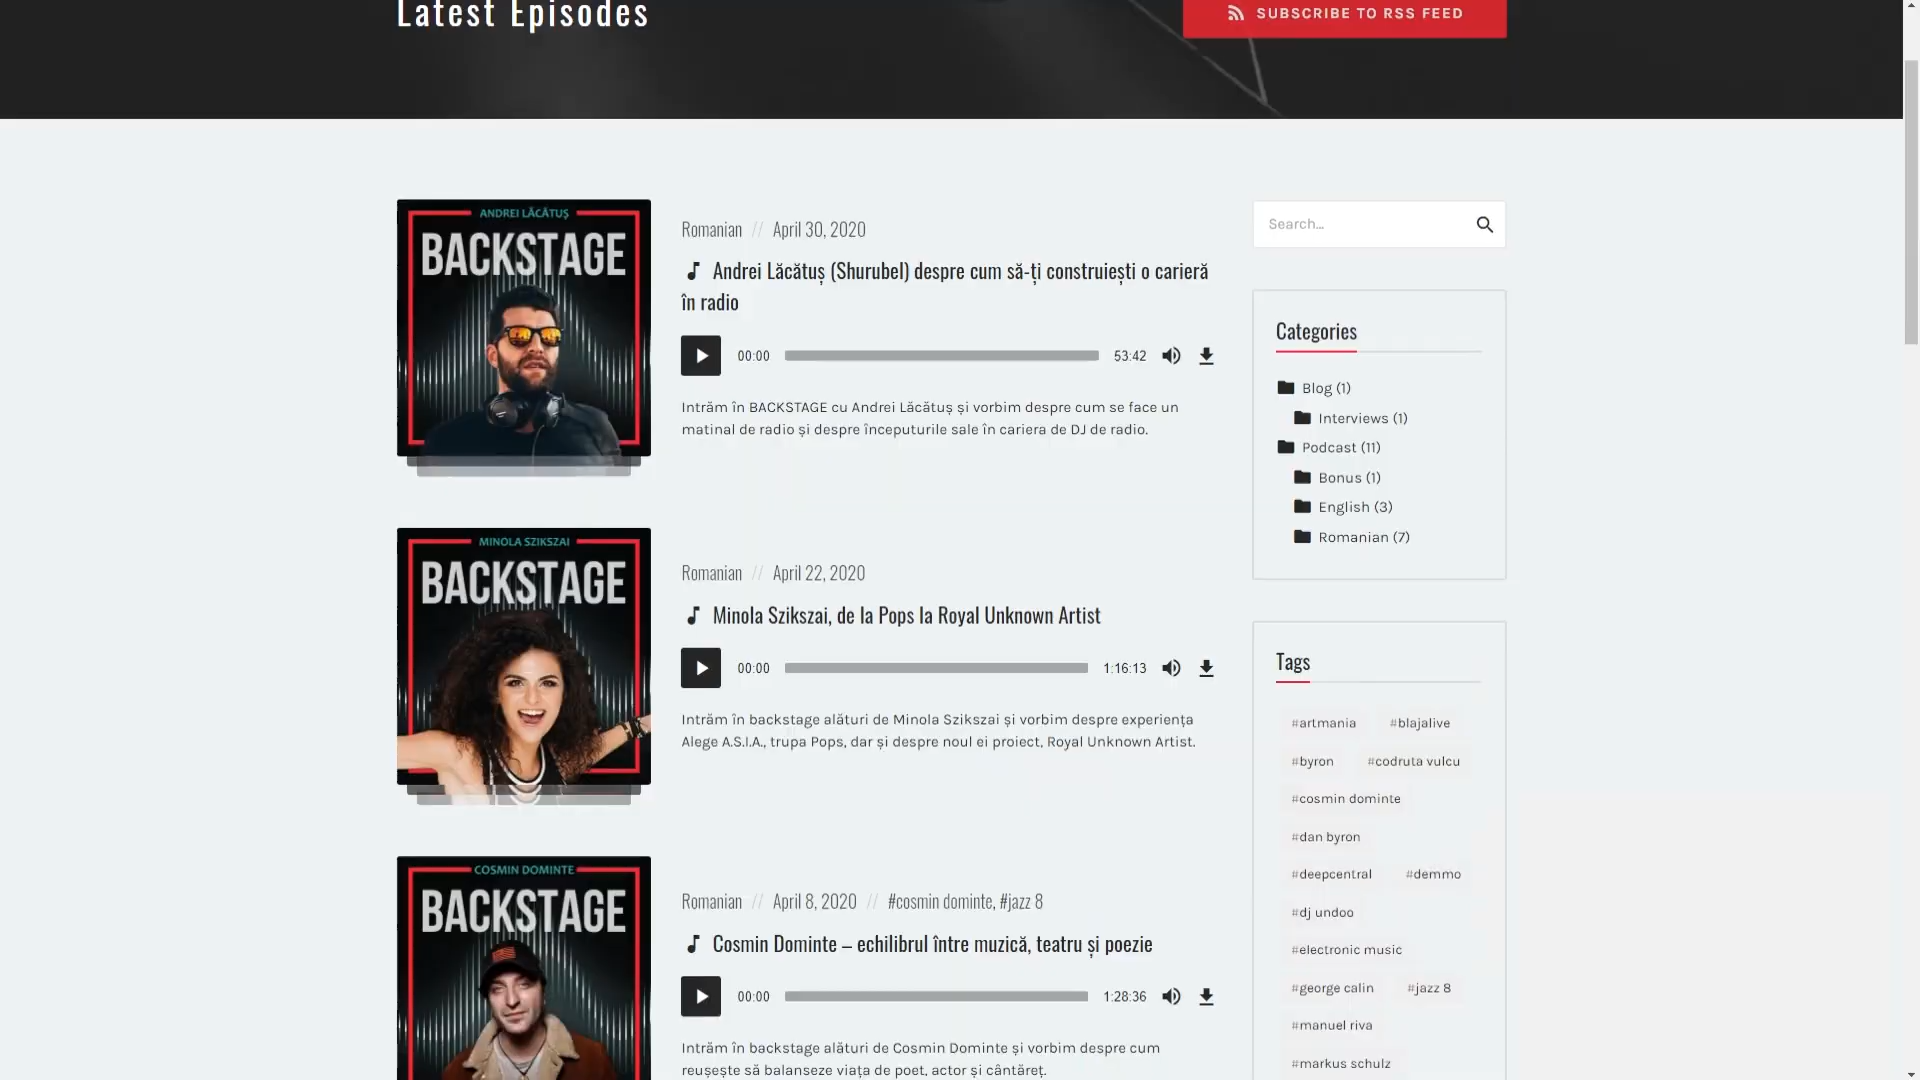 Latest Episodes
SUBSCRIBE TO RSS FEED
ANDREI LĂCĂTUȘ
BACKSTAGE
Romanian // April 30, 2020
Andrei Lăcătuș (Shurubel) despre cum să-ți construiești o carieră
în radio
00:00 53:42
Intrăm în BACKSTAGE cu Andrei Lăcătuș și vorbim despre cum se face un
matinal de radio și despre începuturile sale în cariera de DJ de radio.
MINOLA SZIKSZAI
BACKSTAGE
Romanian // April 22, 2020
Minola Szikszai, de la Pops la Royal Unknown Artist
00:00 1:16:13
Intrăm în backstage alături de Minola Szikszai și vorbim despre experiența
Alege A.S.I.A., trupa Pops, dar și despre noul ei proiect, Royal Unknown Artist.
COSMIN DOMINTE
BACKSTAGE
Romanian // April 8, 2020 // #cosmin dominte, #jazz 8
Cosmin Dominte – echilibrul între muzică, teatru și poezie
00:00 1:28:36
Intrăm în backstage alături de Cosmin Dominte și vorbim despre cum
reușește să balanseze viața de poet, actor și cântăreț.
Search...
Categories
Blog (1)
Interviews (1)
Podcast (11)
Bonus (1)
English (3)
Romanian (7)
Tags
#artmania #blajalive
#byron #codruta vulcu
#cosmin dominte
#dan byron
#deepcentral #demmo
#dj undoo
#electronic music
#george calin #jazz 8
#manuel riva
#markus schulz